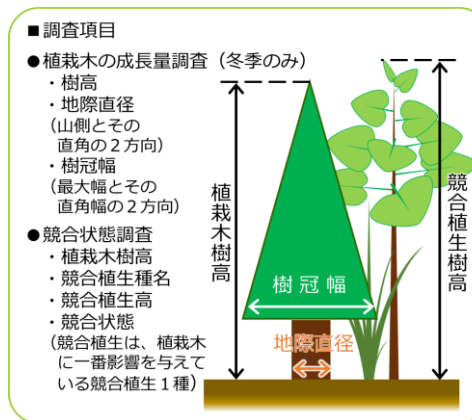 ■調査項目
●植栽木の成長量調査（冬季のみ）
・樹高
・地際直径
（山側とその
直角の２方向）
・樹冠幅
（最大幅とその
直角幅の２方向）
●競合状態調査
・植栽木樹高
・競合植生種名
・競合植生高
・競合状態
（競合植生は、植栽木
に一番影響を与えて
いる競合植生１種）
植栽木樹高
樹冠幅
地際直径
競合植生樹高